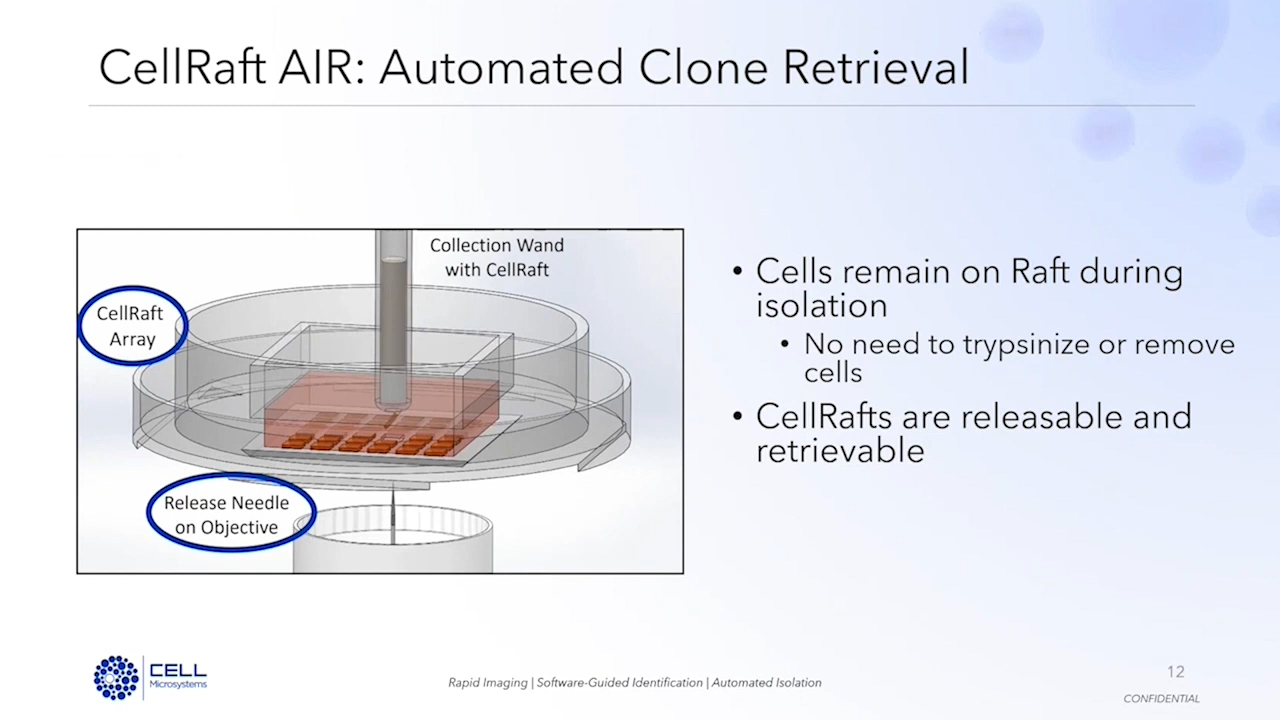 CellRaft AIR: Automated Clone Retrieval
Collection Wand
with CellRaft
CellRaft
Array
Release Needle
on Objective
• Cells remain on Raft during
isolation
• No need to trypsinize or remove
cells
• CellRafts are releasable and
retrievable
CELL
Microsystems
Rapid Imaging | Software-Guided Identification | Automated Isolation
12
CONFIDENTIAL